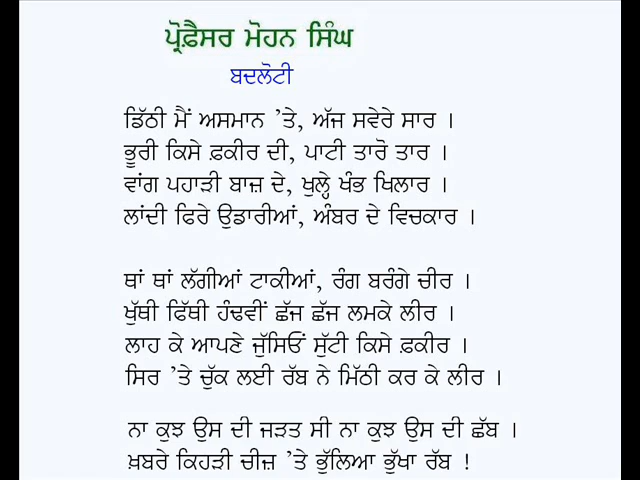 ਪ੍ਰੋਫ਼ੈਸਰ ਮੋਹਨ ਸਿੰਘ
ਬਦਲੋਟੀ
ਡਿੱਠੀ ਮੈਂ ਅਸਮਾਨ ’ਤੇ, ਅੱਜ ਸਵੇਰੇ ਸਾਰ ।
ਭੂਰੀ ਕਿਸੇ ਫ਼ਕੀਰ ਦੀ, ਪਾਟੀ ਤਾਰੋ ਤਾਰ ।
ਵਾਂਗ ਪਹਾੜੀ ਬਾਜ਼ ਦੇ, ਖੁਲ੍ਹੇ ਖੰਭ ਖਿਲਾਰ ।
ਲਾਂਦੀ ਫਿਰੇ ਉਡਾਰੀਆਂ, ਅੰਬਰ ਦੇ ਵਿਚਕਾਰ ।
ਥਾਂ ਥਾਂ ਲੱਗੀਆਂ ਟਾਕੀਆਂ, ਰੰਗ ਬਰੰਗੇ ਚੀਰ ।
ਖੁੱਥੀ ਫਿੱਥੀ ਹੰਢਵੀਂ ਛੱਜ ਛੱਜ ਲਮਕੇ ਲੀਰ ।
ਲਾਹ ਕੇ ਆਪਣੇ ਜੁੱਸਿਓਂ ਸੁੱਟੀ ਕਿਸੇ ਫ਼ਕੀਰ ।
ਸਿਰ ’ਤੇ ਚੁੱਕ ਲਈ ਰੱਬ ਨੇ ਮਿੱਠੀ ਕਰ ਕੇ ਲੀਰ ।
ਨਾ ਕੁਝ ਉਸ ਦੀ ਜੜਤ ਸੀ ਨਾ ਕੁਝ ਉਸ ਦੀ ਛੱਬ ।
ਖ਼ਬਰੇ ਕਿਹੜੀ ਚੀਜ਼ ’ਤੇ ਭੁੱਲਿਆ ਭੁੱਖਾ ਰੱਬ !